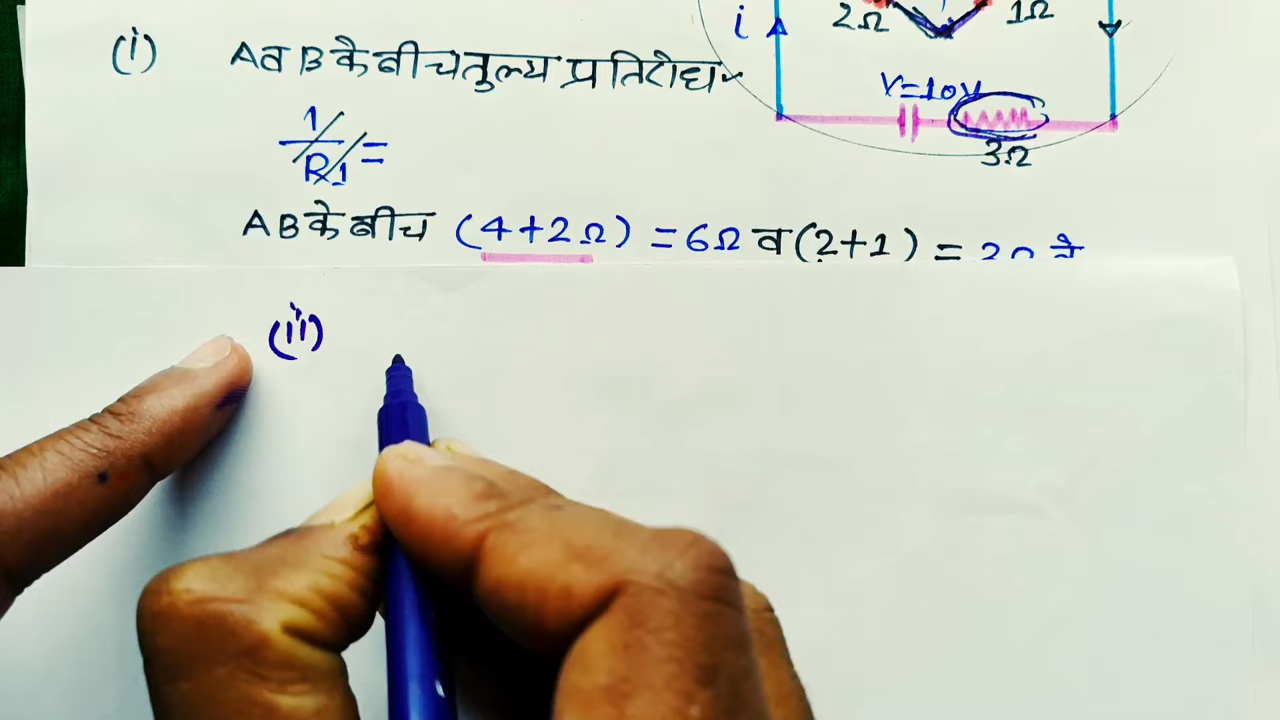 2Ω 1Ω
i
(i) A व B के बीच तुल्य प्रतिरोध
V=10V
3Ω
1/R1 =
AB के बीच (4+2Ω) = 6Ω व (2+1) =
(ii)